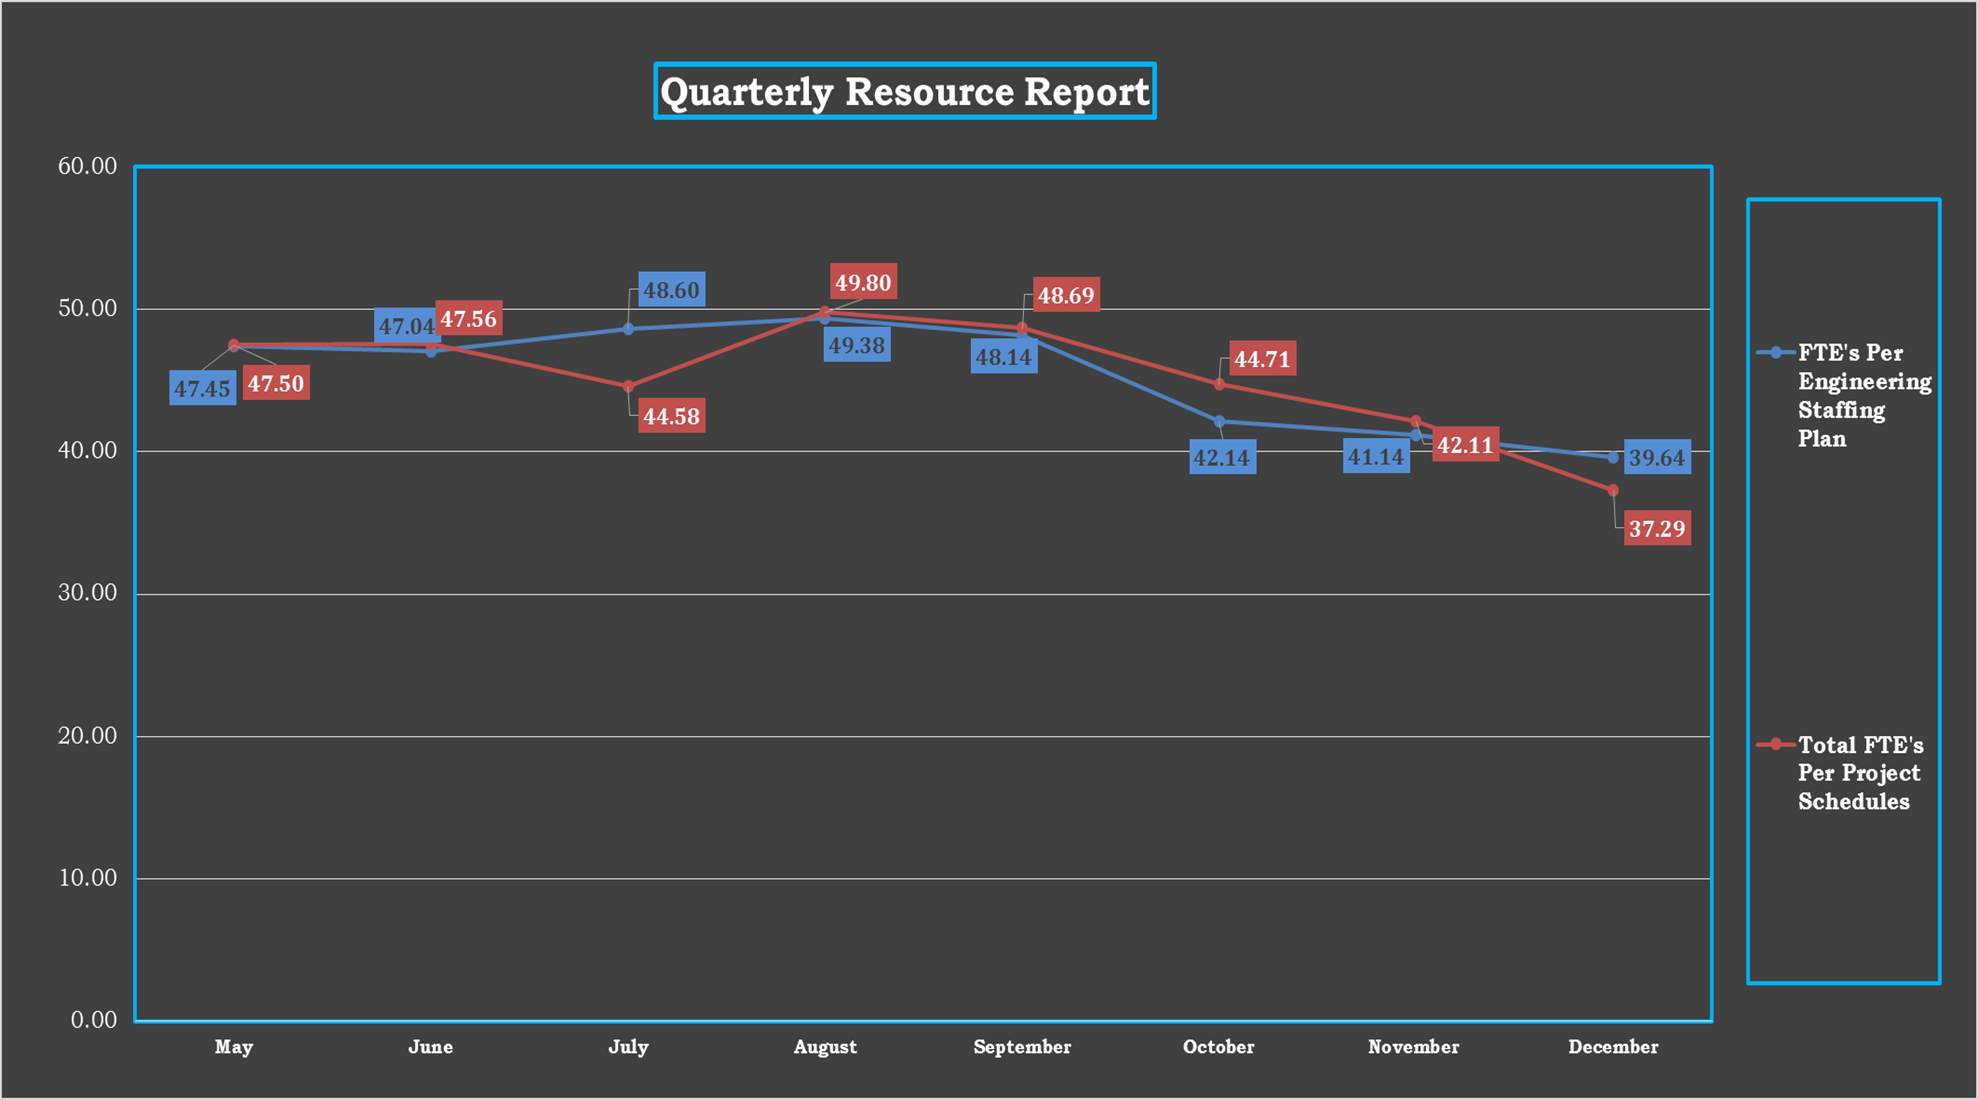 Quarterly Resource Report
60.00
50.00
40.00
30.00
20.00
10.00
0.00
47.45
47.50
47.04
47.56
48.60
44.58
49.80
49.38
48.69
48.14
44.71
42.14
41.14
42.11
39.64
37.29
May
June
July
August
September
October
November
December
FTE's Per
Engineering
Staffing
Plan
Total FTE's
Per Project
Schedules